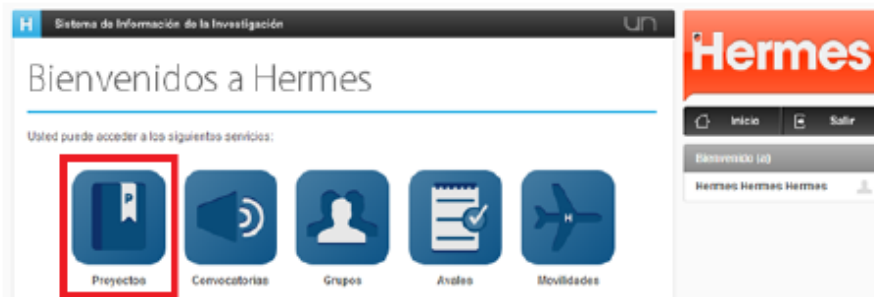 H Sistema de Información de la Investigación un
Bienvenidos a Hermes
Usted puede acceder a los siguientes servicios:
P
H
Proyectos Convocatorias Grupos Avales Movilidades
Hermes
Inicio Salir
Bienvenido (a)
Hermes Hermes Hermes